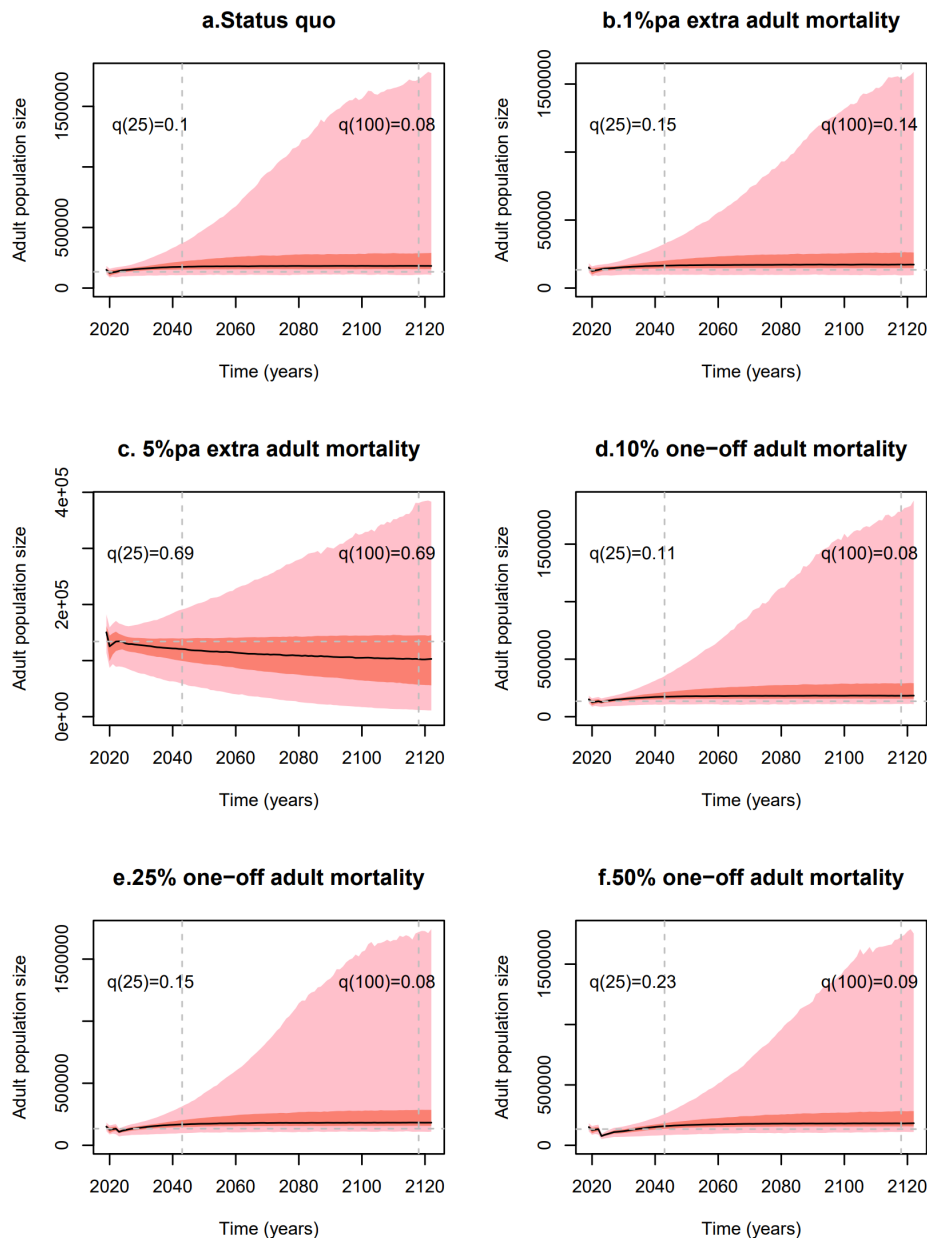 a.Status quo
Adult population size
0
500000
1500000
q(25)=0.1
q(100)=0.08
2020 2040 2060 2080 2100 2120
Time (years)
b.1%pa extra adult mortality
Adult population size
0
500000
1500000
q(25)=0.15
q(100)=0.14
2020 2040 2060 2080 2100 2120
Time (years)
c. 5%pa extra adult mortality
Adult population size
0e+00
2e+05
4e+05
q(25)=0.69
q(100)=0.69
2020 2040 2060 2080 2100 2120
Time (years)
d.10% one−off adult mortality
Adult population size
0
500000
1500000
q(25)=0.11
q(100)=0.08
2020 2040 2060 2080 2100 2120
Time (years)
e.25% one−off adult mortality
Adult population size
0
500000
1500000
q(25)=0.15
q(100)=0.08
2020 2040 2060 2080 2100 2120
Time (years)
f.50% one−off adult mortality
Adult population size
0
500000
1500000
q(25)=0.23
q(100)=0.09
2020 2040 2060 2080 2100 2120
Time (years)